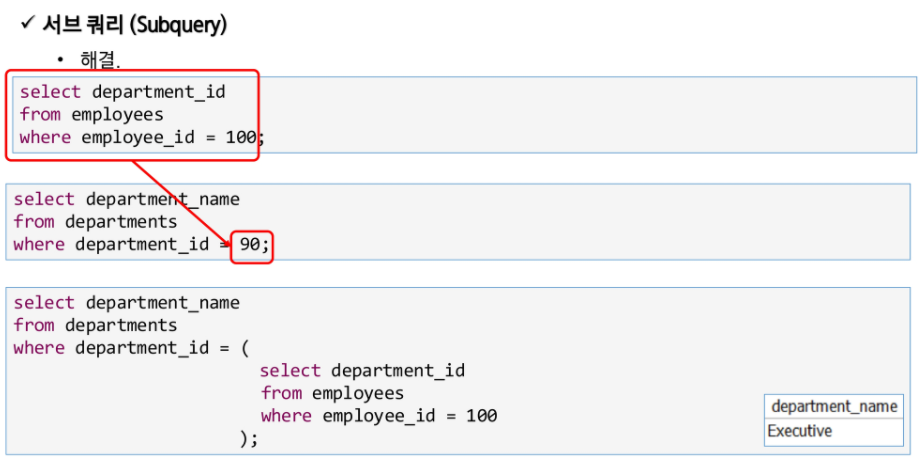 ✓ 서브 쿼리 (Subquery)
• 해결.
select department_id
from employees
where employee_id = 100;
select department_name
from departments
where department_id = 90;
select department_name
from departments
where department_id = (
select department_id
from employees
where employee_id = 100
);
department_name
Executive